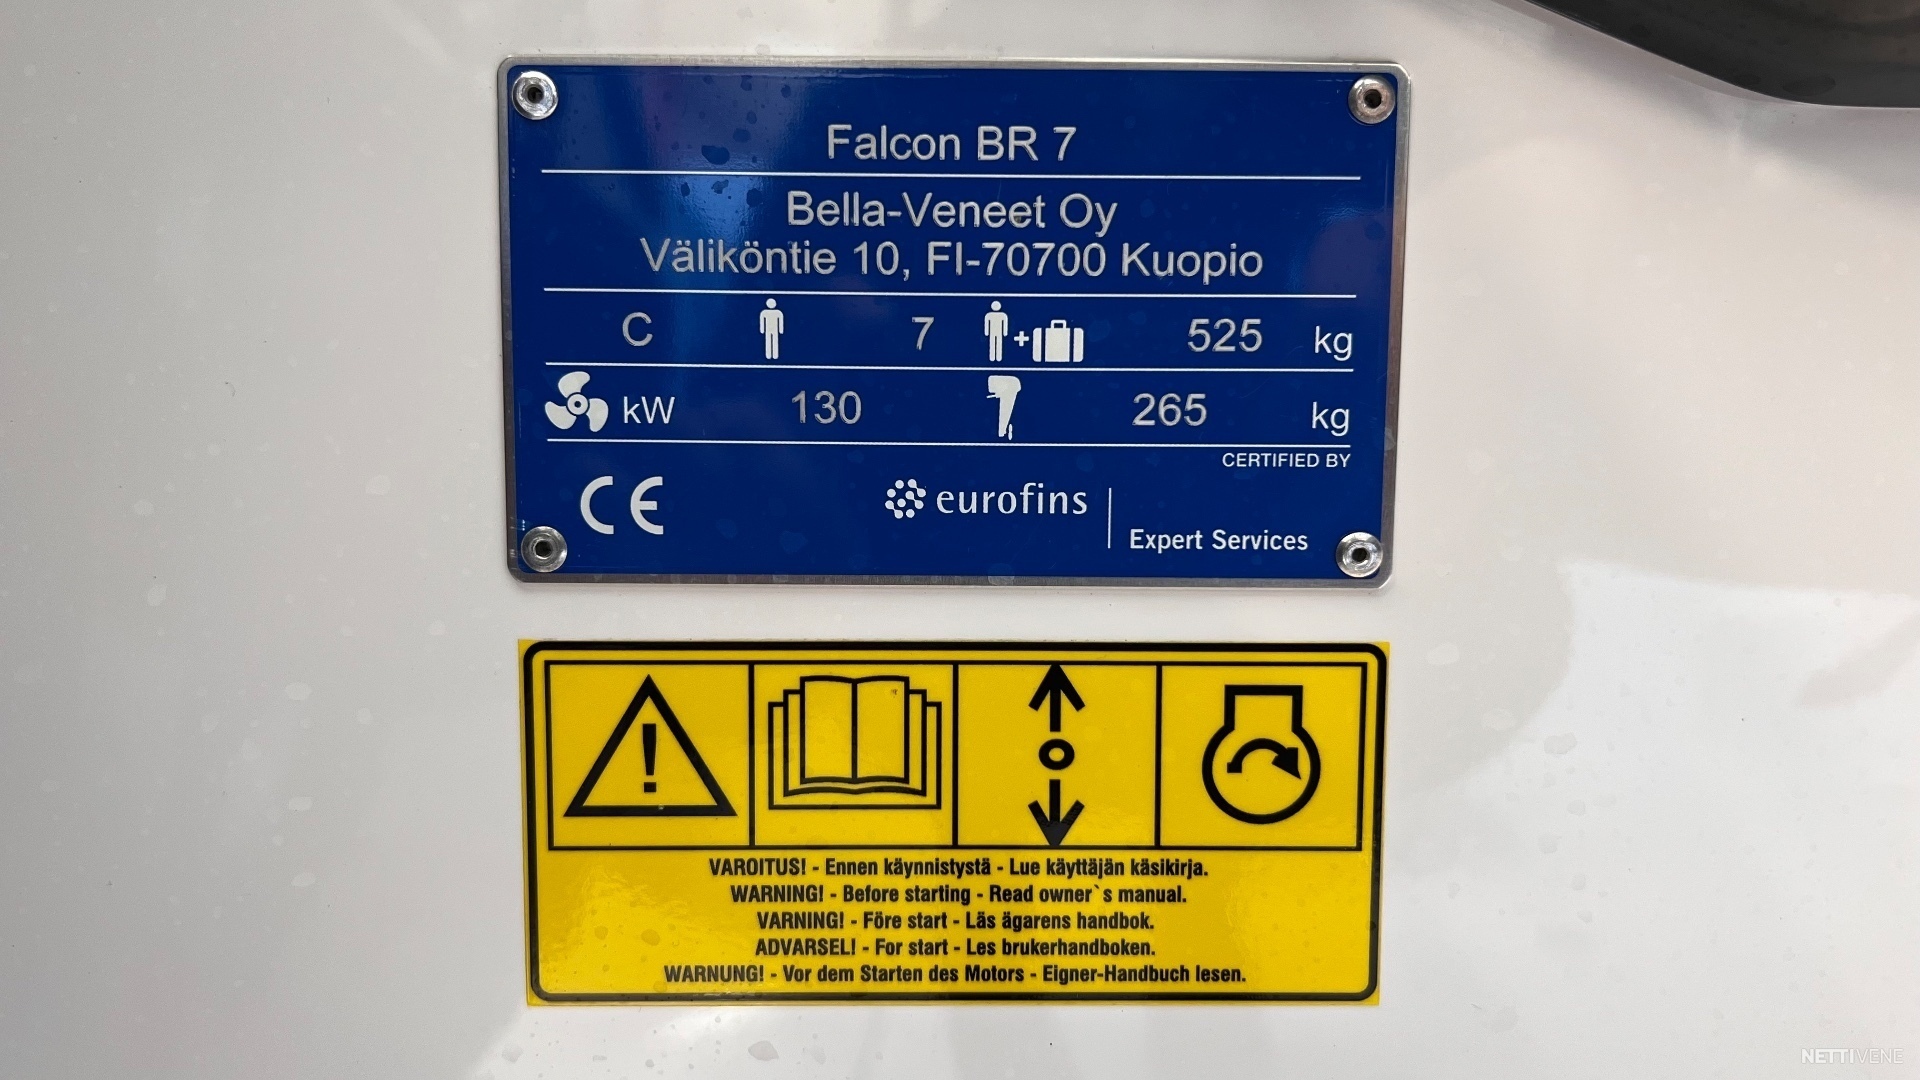 Falcon BR 7
Bella-Veneet Oy
Väliköntie 10, FI-70700 Kuopio
C 7 + 525 kg
kW 130 265 kg
CERTIFIED BY
CE eurofins Expert Services
VAROITUS! - Ennen käynnistystä - Lue käyttäjän käsikirja.
WARNING! - Before starting - Read owner`s manual.
VARNING! - Före start - Läs ägarens handbok.
ADVARSEL! - For start - Les brukerhandboken.
WARNUNG! - Vor dem Starten des Motors - Eigner-Handbuch lesen.
NETTIVENE